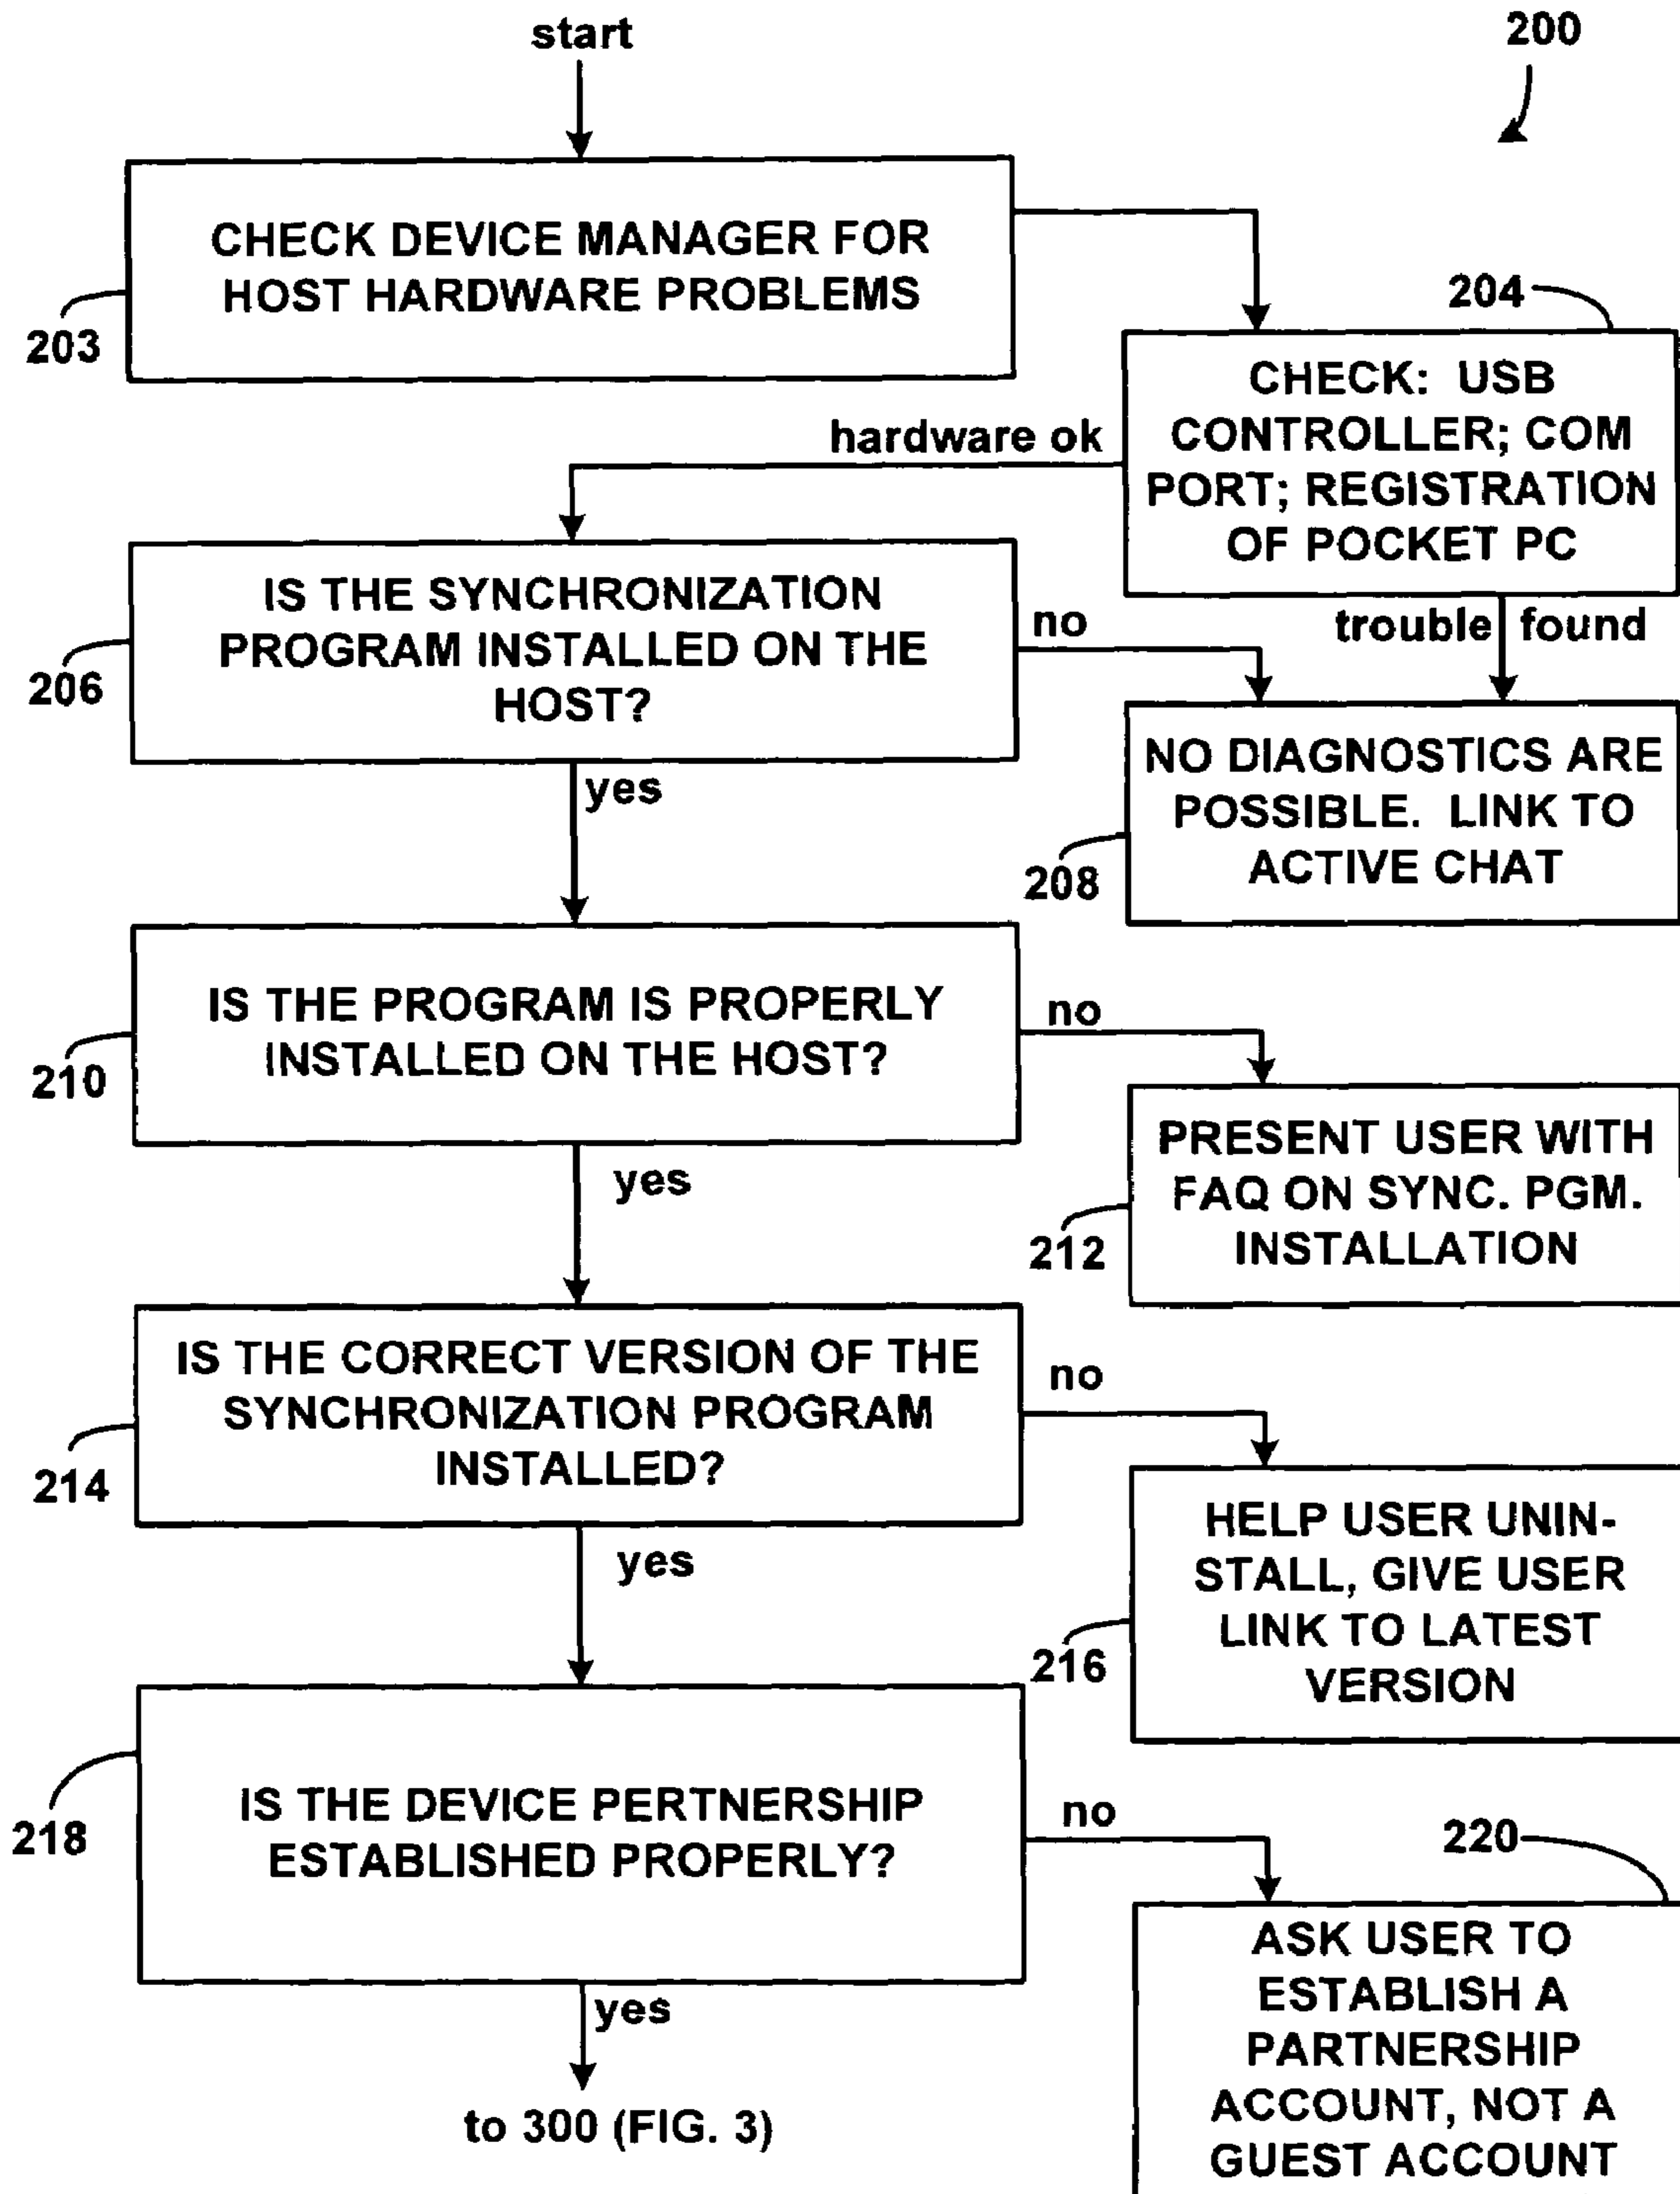 start
200
CHECK DEVICE MANAGER FOR
HOST HARDWARE PROBLEMS
203
204
CHECK: USB
CONTROLLER; COM
PORT; REGISTRATION
OF POCKET PC
hardware ok
IS THE SYNCHRONIZATION
PROGRAM INSTALLED ON THE
HOST?
206
no
trouble found
yes
NO DIAGNOSTICS ARE
POSSIBLE. LINK TO
ACTIVE CHAT
208
IS THE PROGRAM IS PROPERLY
INSTALLED ON THE HOST?
210
no
yes
PRESENT USER WITH
FAQ ON SYNC. PGM.
INSTALLATION
212
IS THE CORRECT VERSION OF THE
SYNCHRONIZATION PROGRAM
INSTALLED?
214
no
yes
HELP USER UNIN-
STALL, GIVE USER
LINK TO LATEST
VERSION
216
IS THE DEVICE PERTNERSHIP
ESTABLISHED PROPERLY?
218
no
220
yes
ASK USER TO
ESTABLISH A
PARTNERSHIP
ACCOUNT, NOT A
GUEST ACCOUNT
to 300 (FIG. 3)